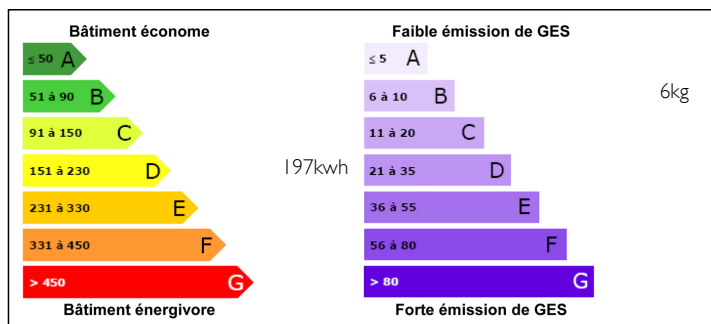 Bâtiment économe
≤ 50 A
51 à 90 B
91 à 150 C
151 à 230 D
197kwh
231 à 330 E
331 à 450 F
> 450 G
Bâtiment énergivore
Faible émission de GES
≤ 5 A
6 à 10 B
6kg
11 à 20 C
21 à 35 D
36 à 55 E
56 à 80 F
> 80 G
Forte émission de GES